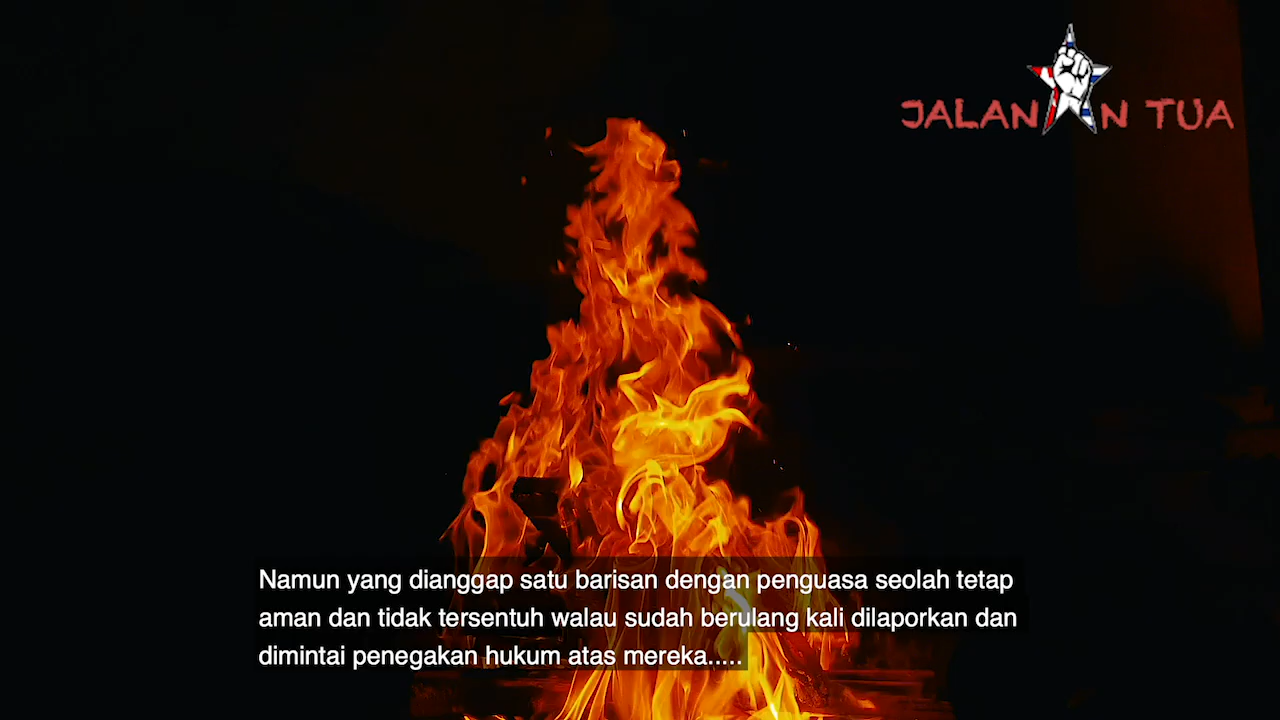 JALANAN TUA
Namun yang dianggap satu barisan dengan penguasa seolah tetap
aman dan tidak tersentuh walau sudah berulang kali dilaporkan dan
dimintai penegakan hukum atas mereka.....